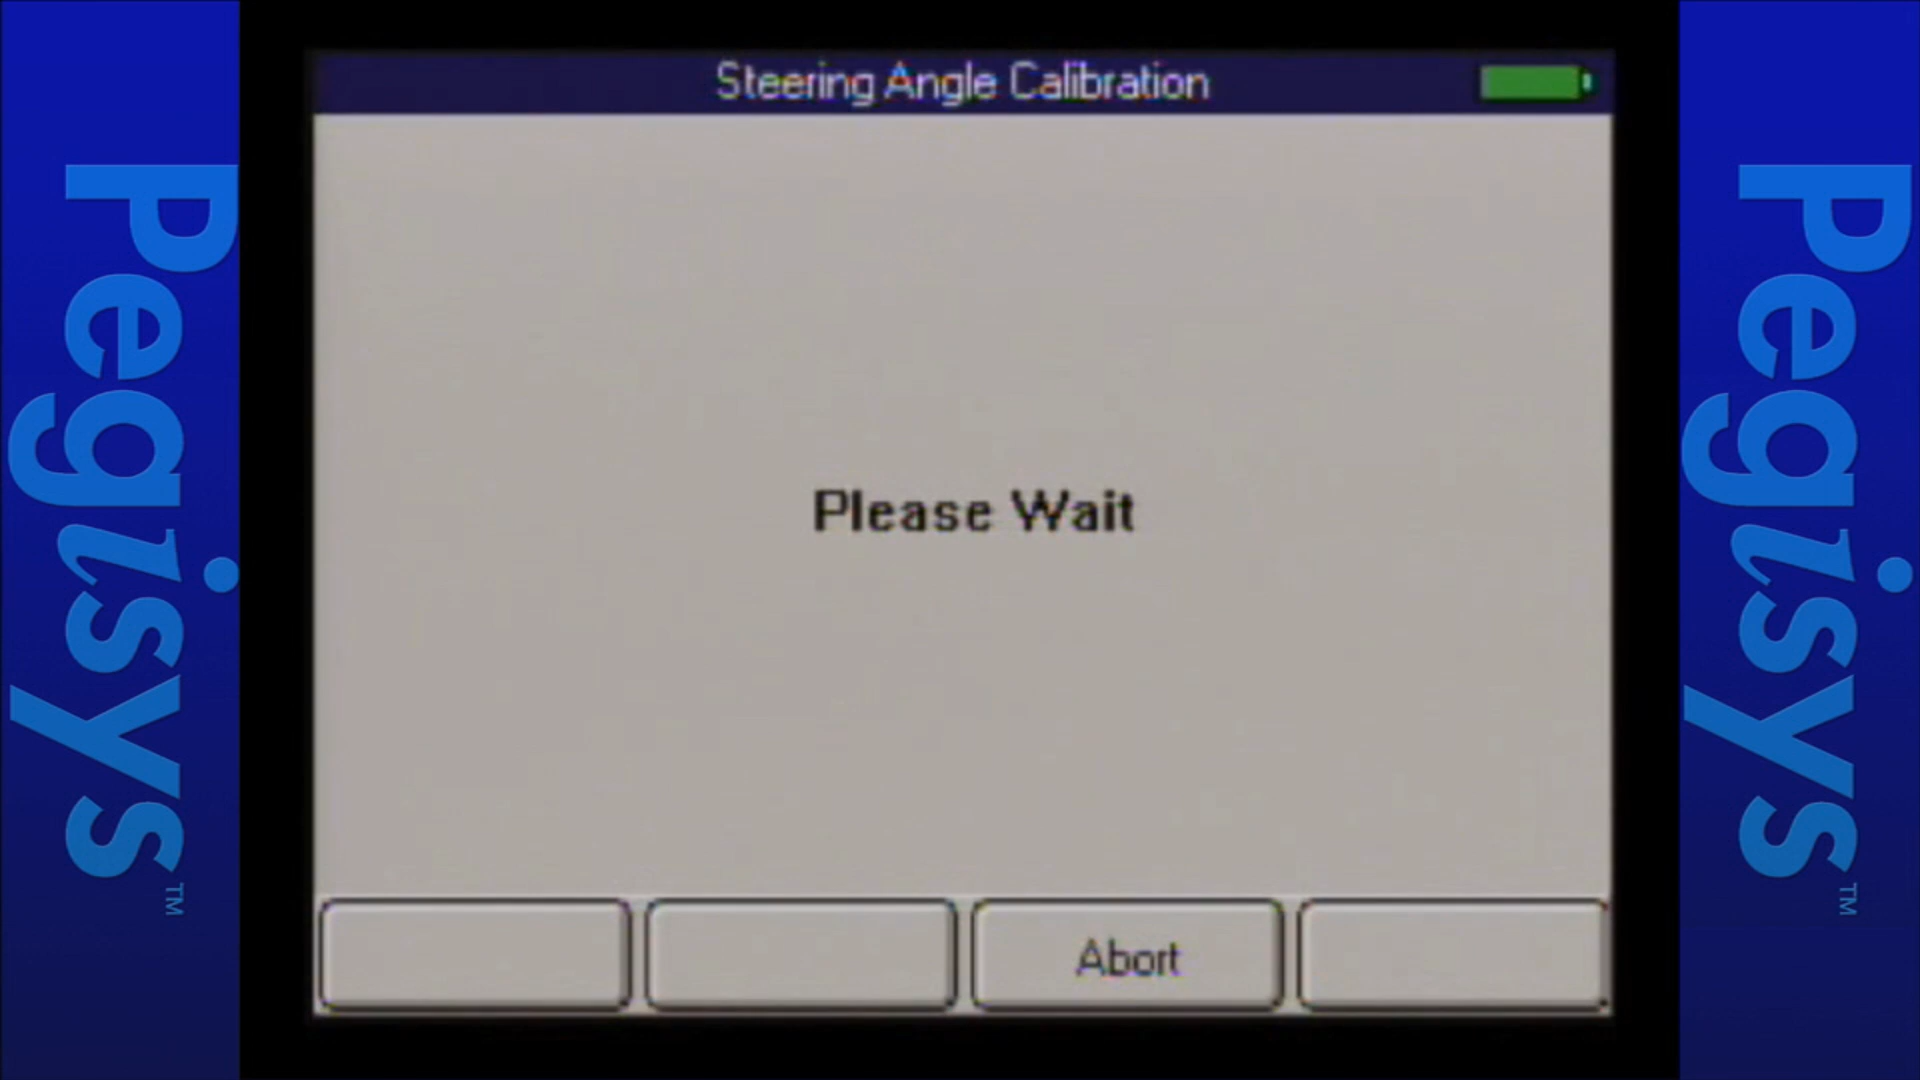 Steering Angle Calibration
Please Wait
Abort
Pegisys™
Pegisys™